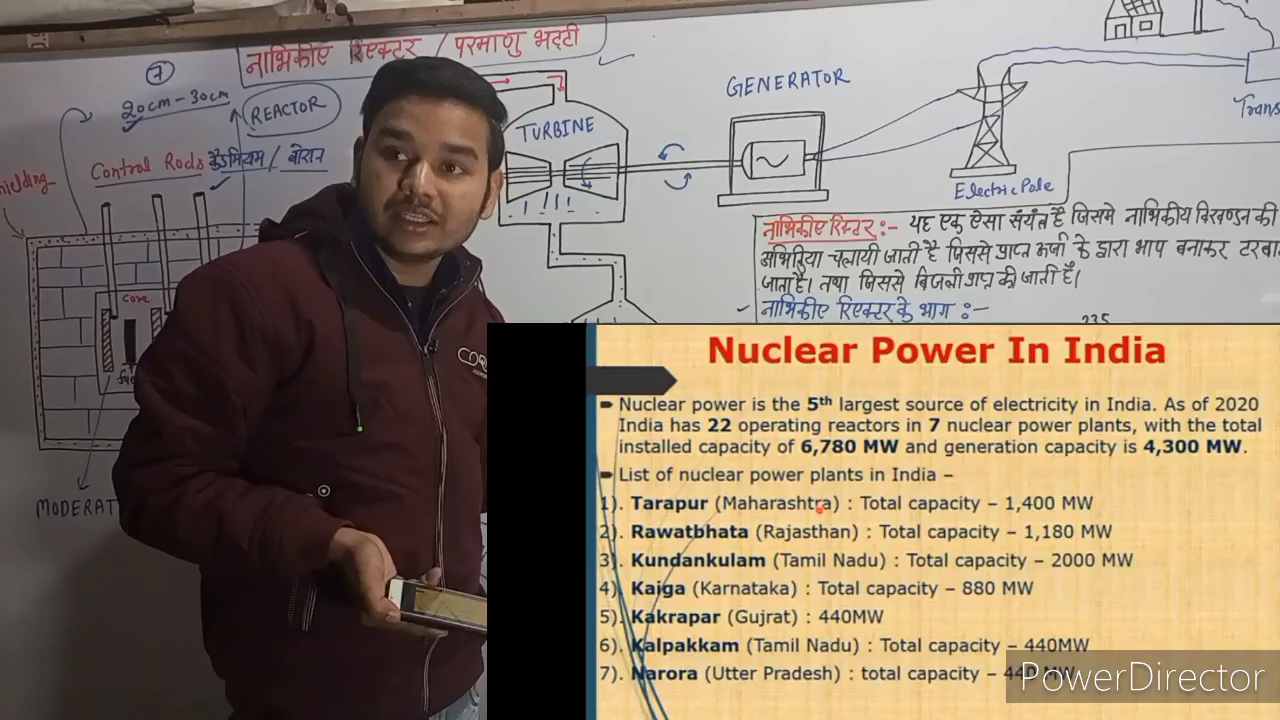 नाभिकीए रिएक्टर / परमाणु भट्टी
7
20cm - 30cm
REACTOR
Control Rods कैडमियम / बोरान
Core
TURBINE
GENERATOR
Electric Pole
नाभिकीए रिएक्टर :- यह एक ऐसा संयंत्र है जिसमे नाभिकीय विखण्डन की
अभिक्रिया चलायी जाती है जिससे प्राप्त ऊर्जा के द्वारा भाप बनाकर
जाता है। तथा जिससे बिजली प्राप्त की जाती है।
नाभिकीए रिएक्टर के भाग :-
235
Nuclear Power In India
Nuclear power is the 5th largest source of electricity in India. As of 2020
India has 22 operating reactors in 7 nuclear power plants, with the total
installed capacity of 6,780 MW and generation capacity is 4,300 MW.
List of nuclear power plants in India –
1). Tarapur (Maharashtra) : Total capacity – 1,400 MW
2). Rawatbhata (Rajasthan) : Total capacity – 1,180 MW
3). Kundankulam (Tamil Nadu) : Total capacity – 2000 MW
4). Kaiga (Karnataka) : Total capacity – 880 MW
5). Kakrapar (Gujrat) : 440MW
6). Kalpakkam (Tamil Nadu) : Total capacity – 440MW
7). Narora (Utter Pradesh) : total capacity – 440 MW
PowerDirector